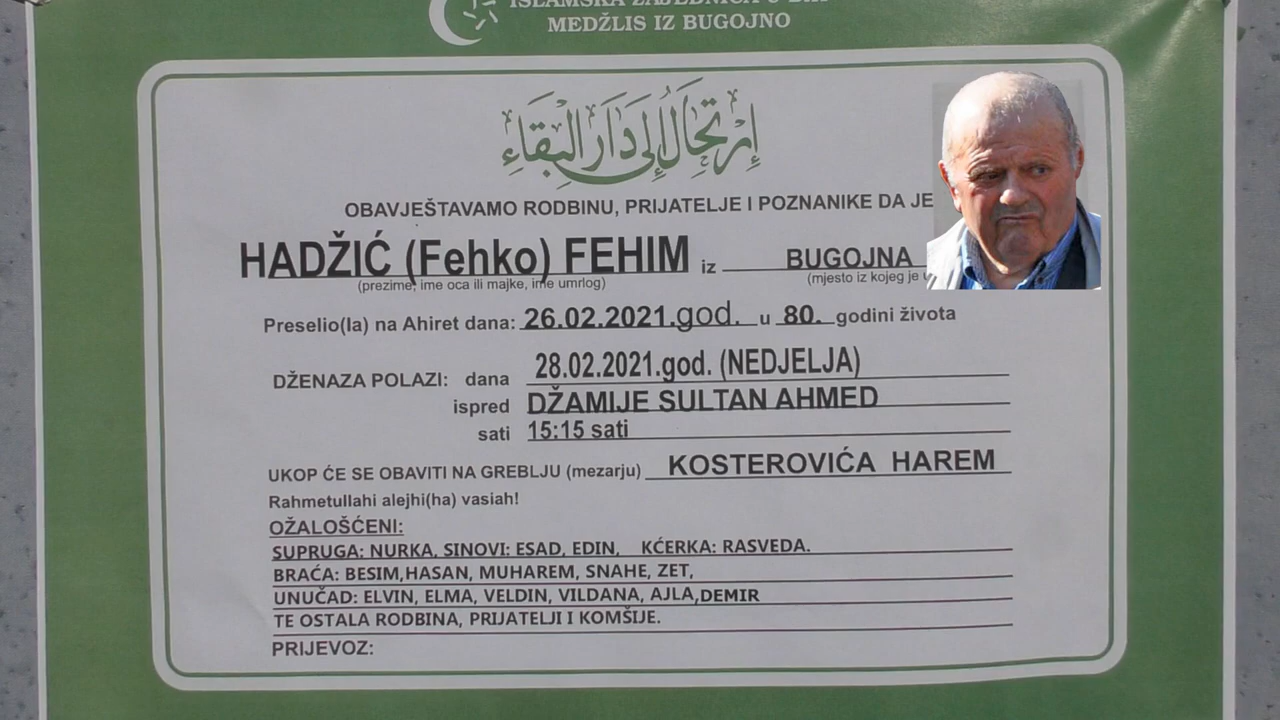 ISLAMSKA ZAJEDNICA U BIH
MEDŽLIS IZ BUGOJNO
إرتحال إلى دار البقاء
OBAVJEŠTAVAMO RODBINU, PRIJATELJE I POZNANIKE DA JE
HADŽIĆ (Fehko) FEHIM iz BUGOJNA
(prezime, ime oca ili majke, ime umrlog) (mjesto iz kojeg je
Preselio(la) na Ahiret dana: 26.02.2021.god. u 80. godini života
DŽENAZA POLAZI: dana 28.02.2021.god. (NEDJELJA)
ispred DŽAMIJE SULTAN AHMED
sati 15:15 sati
UKOP ĆE SE OBAVITI NA GREBLJU (mezarju) KOSTEROVIĆA HAREM
Rahmetullahi alejhi(ha) vasiah!
OŽALOŠĆENI:
SUPRUGA: NURKA, SINOVI: ESAD, EDIN, KĆERKA: RASVEDA.
BRAĆA: BESIM,HASAN, MUHAREM, SNAHE, ZET,
UNUČAD: ELVIN, ELMA, VELDIN, VILDANA, AJLA,DEMIR
TE OSTALA RODBINA, PRIJATELJI I KOMŠIJE.
PRIJEVOZ: